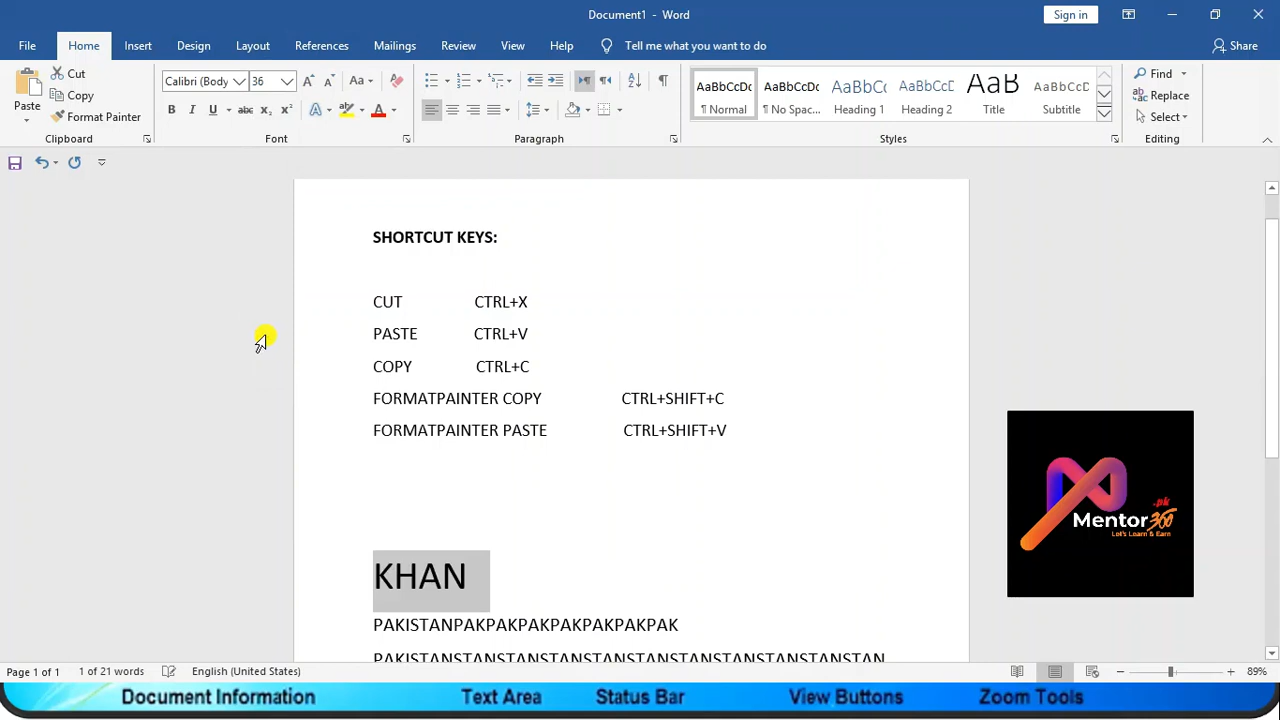 Document1 - Word
Sign in
File Home Insert Design Layout References Mailings Review View Help Tell me what you want to do Share
Paste
Cut
Copy
Format Painter
Clipboard
Calibri (Body 36
Font
Paragraph
AaBbCcDc ¶ Normal
AaBbCcDc ¶ No Spac...
AaBbCc Heading 1
AaBbCcD Heading 2
AaB Title
AaBbCcD Subtitle
Styles
Find
Replace
Select
Editing
SHORTCUT KEYS:
CUT CTRL+X
PASTE CTRL+V
COPY CTRL+C
FORMATPAINTER COPY CTRL+SHIFT+C
FORMATPAINTER PASTE CTRL+SHIFT+V
KHAN
PAKISTANPAKPAKPAKPAKPAKPAKPAK
PAKISTANSTANSTANSTANSTANSTANSTANSTANSTANSTAN
.pk
Mentor360
Let's Learn & Earn
Page 1 of 1 1 of 21 words English (United States) 89%
Document Information Text Area Status Bar View Buttons Zoom Tools